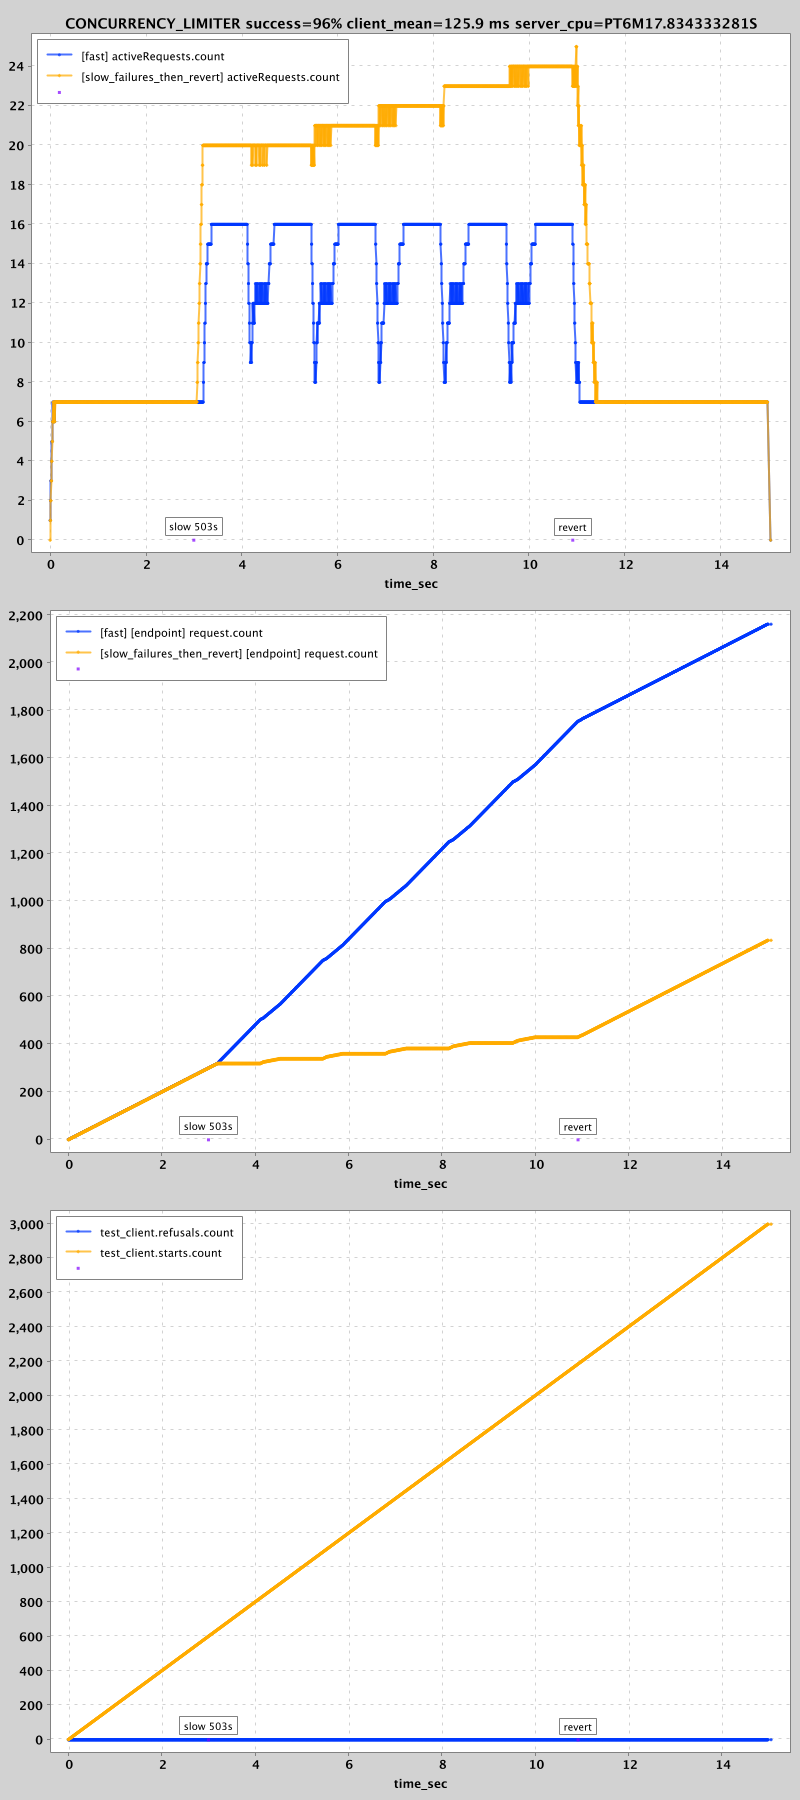 CONCURRENCY_LIMITER success=96% client_mean=125.9 ms server_cpu=PT6M17.834333281S
[fast] activeRequests.count
[slow_failures_then_revert] activeRequests.count
24
22
20
18
16
14
12
10
8
6
4
2
0
slow 503s
revert
0 2 4 6 8 10 12 14
time_sec
[fast] [endpoint] request.count
[slow_failures_then_revert] [endpoint] request.count
2,200
2,000
1,800
1,600
1,400
1,200
1,000
800
600
400
200
0
slow 503s
revert
0 2 4 6 8 10 12 14
time_sec
test_client.refusals.count
test_client.starts.count
3,000
2,800
2,600
2,400
2,200
2,000
1,800
1,600
1,400
1,200
1,000
800
600
400
200
0
slow 503s
revert
0 2 4 6 8 10 12 14
time_sec